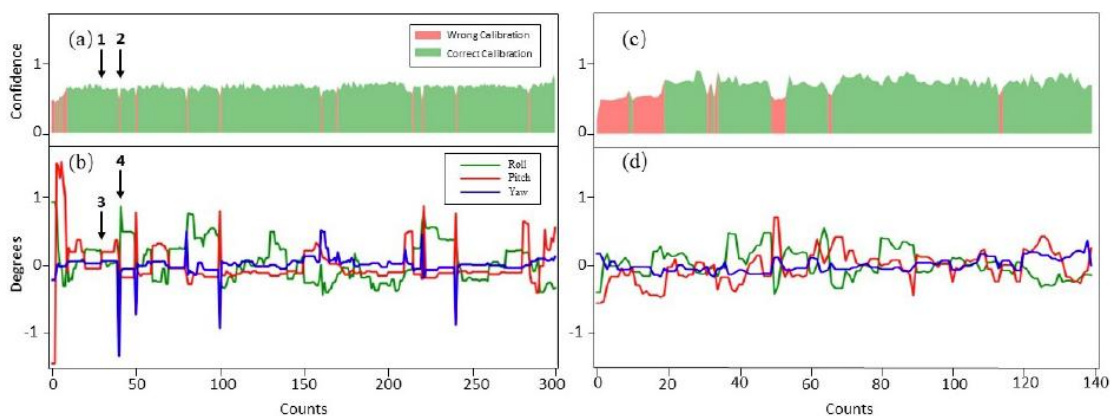 (a)
1 2
Wrong Calibration
Correct Calibration
Confidence
1
0
(c)
1
0
(b)
4
3
Roll
Pitch
Yaw
Degrees
1
0
-1
0 50 100 150 200 250 300
Counts
(d)
1
0
-1
0 20 40 60 80 100 120 140
Counts